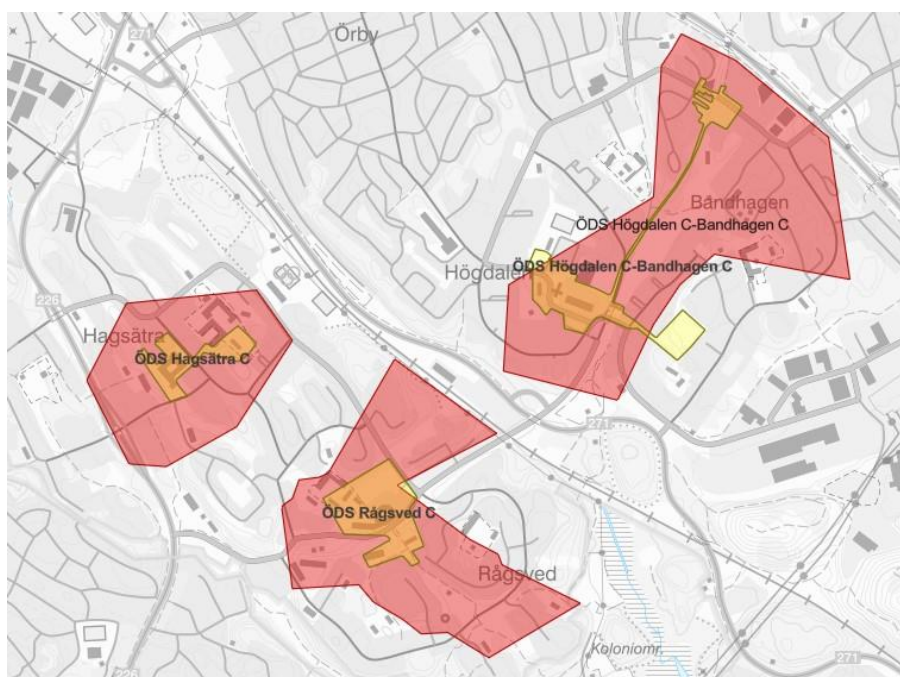 271
Örby
Bandhagen
ÖDS Högdalen C-Bandhagen C
Högdalen
ÖDS Högdalen C-Bandhagen C
226
Hagsätra
ÖDS Hagsätra C
271
ÖDS Rågsved C
Rågsved
Koloniomr.
271
226